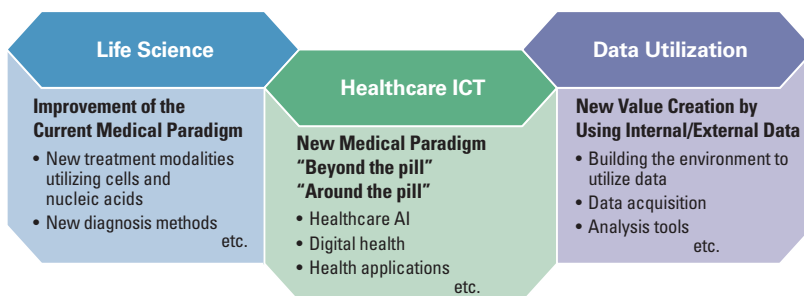 Life Science
Improvement of the
Current Medical Paradigm
• New treatment modalities
utilizing cells and
nucleic acids
• New diagnosis methods
etc.
Healthcare ICT
New Medical Paradigm
“Beyond the pill”
“Around the pill”
• Healthcare AI
• Digital health
• Health applications
etc.
Data Utilization
New Value Creation by
Using Internal/External Data
• Building the environment to
utilize data
• Data acquisition
• Analysis tools
etc.